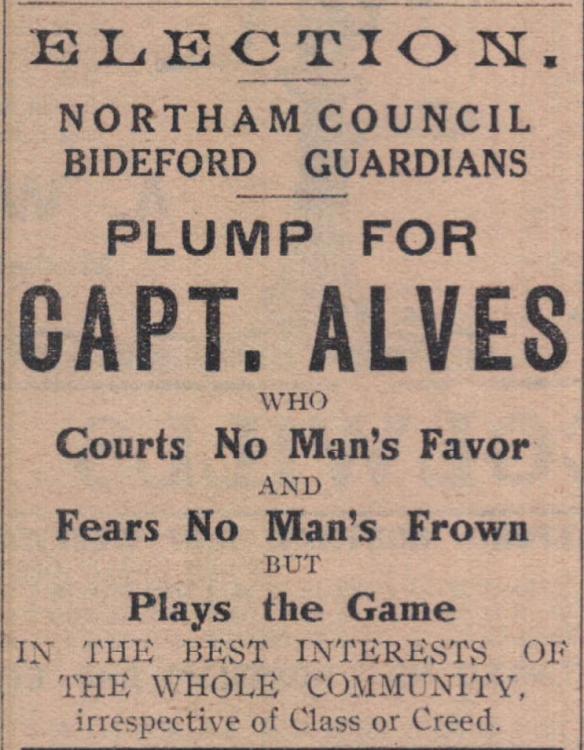 ELECTION.
NORTHAM COUNCIL
BIDEFORD GUARDIANS
PLUMP FOR
CAPT. ALVES
WHO
Courts No Man's Favor
AND
Fears No Man's Frown
BUT
Plays the Game
IN THE BEST INTERESTS OF
THE WHOLE COMMUNITY,
irrespective of Class or Creed.